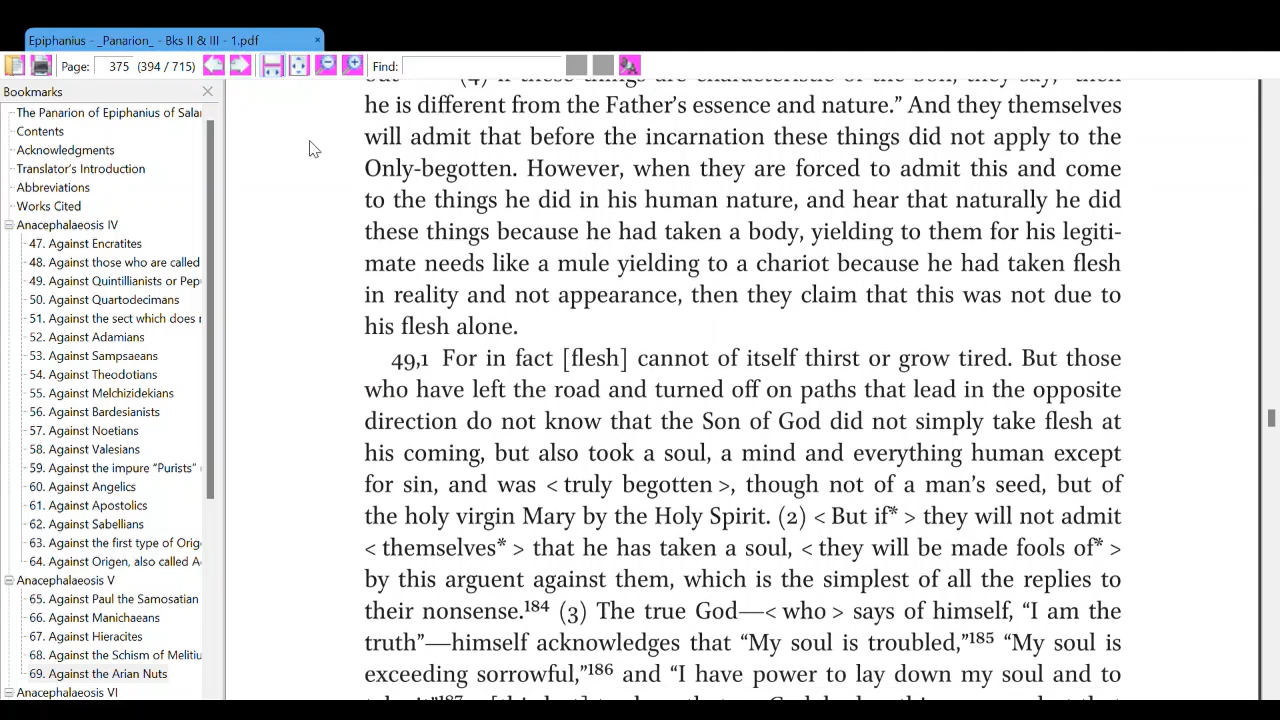 Epiphanius - _Panarion_ - Bks II & III - 1.pdf
Page: 375 (394 / 715) Find:
Bookmarks
The Panarion of Epiphanius of Sala
Contents
Acknowledgments
Translator's Introduction
Abbreviations
Works Cited
Anacephalaeosis IV
47. Against Encratites
48. Against those who are called
49. Against Quintillianists or Pep
50. Against Quartodecimans
51. Against the sect which does r
52. Against Adamians
53. Against Sampsaeans
54. Against Theodotians
55. Against Melchizidekians
56. Against Bardesianists
57. Against Noetians
58. Against Valesians
59. Against the impure “Purists” (
60. Against Angelics
61. Against Apostolics
62. Against Sabellians
63. Against the first type of Orig
64. Against Origen, also called A
Anacephalaeosis V
65. Against Paul the Samosatian
66. Against Manichaeans
67. Against Hieracites
68. Against the Schism of Melitiu
69. Against the Arian Nuts
Anacephalaeosis VI
but (4) if these things are characteristic of the Son, they say, then
he is different from the Father’s essence and nature.” And they themselves
will admit that before the incarnation these things did not apply to the
Only-begotten. However, when they are forced to admit this and come
to the things he did in his human nature, and hear that naturally he did
these things because he had taken a body, yielding to them for his legiti-
mate needs like a mule yielding to a chariot because he had taken flesh
in reality and not appearance, then they claim that this was not due to
his flesh alone.
49,1 For in fact [flesh] cannot of itself thirst or grow tired. But those
who have left the road and turned off on paths that lead in the opposite
direction do not know that the Son of God did not simply take flesh at
his coming, but also took a soul, a mind and everything human except
for sin, and was < truly begotten >, though not of a man’s seed, but of
the holy virgin Mary by the Holy Spirit. (2) < But if* > they will not admit
< themselves* > that he has taken a soul, < they will be made fools of* >
by this arguent against them, which is the simplest of all the replies to
their nonsense.184 (3) The true God—< who > says of himself, “I am the
truth”—himself acknowledges that “My soul is troubled,”185 “My soul is
exceeding sorrowful,”186 and “I have power to lay down my soul and to